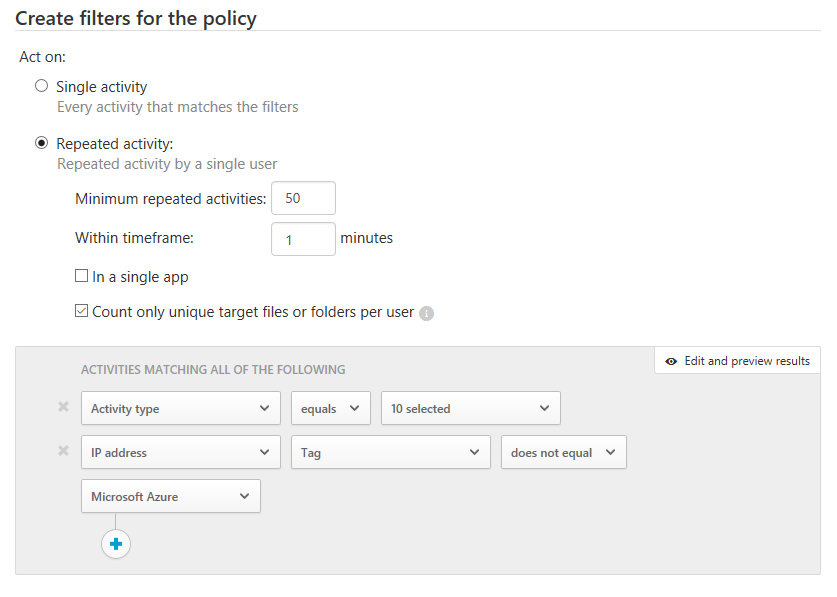 Create filters for the policy
Act on:
Single activity
Every activity that matches the filters
Repeated activity:
Repeated activity by a single user
Minimum repeated activities: 50
Within timeframe: 1 minutes
In a single app
Count only unique target files or folders per user
Edit and preview results
ACTIVITIES MATCHING ALL OF THE FOLLOWING
Activity type equals 10 selected
IP address Tag does not equal
Microsoft Azure